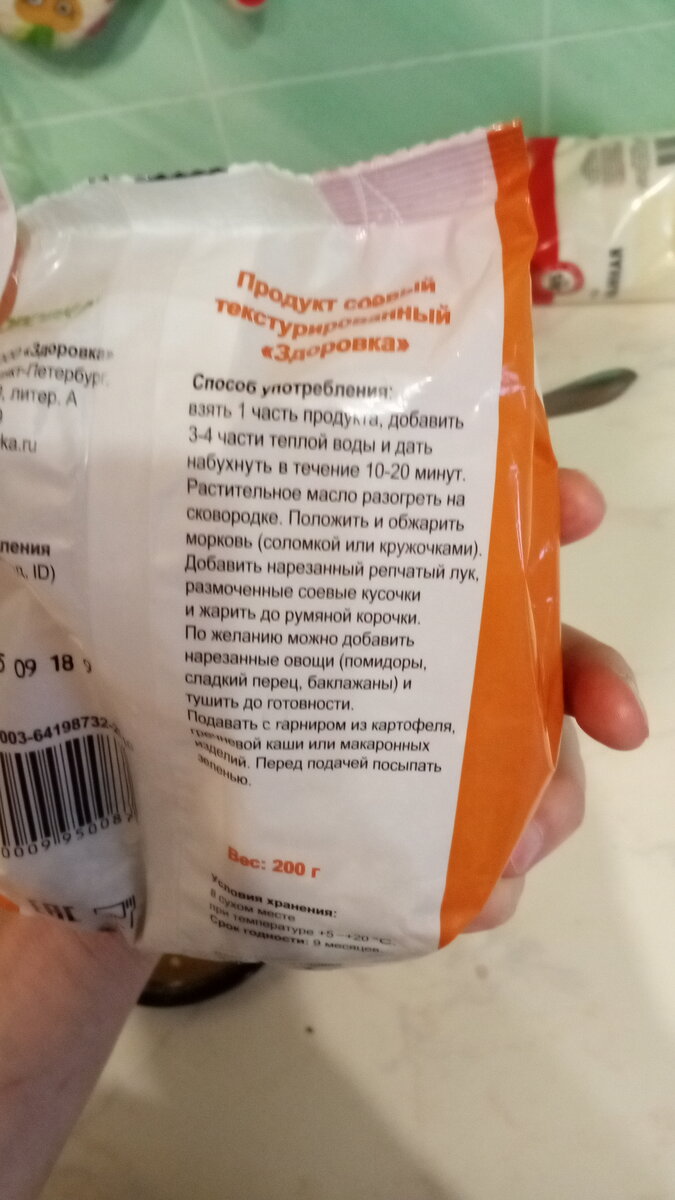 Продукт соевый
текстурированный
«Здоровка»
Способ употребления:
взять 1 часть продукта, добавить
3-4 части теплой воды и дать
набухнуть в течение 10-20 минут.
Растительное масло разогреть на
сковородке. Положить и обжарить
морковь (соломкой или кружочками).
Добавить нарезанный репчатый лук,
размоченные соевые кусочки
и жарить до румяной корочки.
По желанию можно добавить
нарезанные овощи (помидоры,
сладкий перец, баклажаны) и
тушить до готовности.
Подавать с гарниром из картофеля,
гречневой каши или макаронных
изделий. Перед подачей посыпать
зеленью.
Вес: 200 г
Условия хранения:
В сухом месте
при температуре +5 -+20 °С.
Срок годности: 9 месяцев
«Здоровка»
литер. А
ka.ru
ления
ID)
09 18
003-64198732-
0009950089
ЕАС